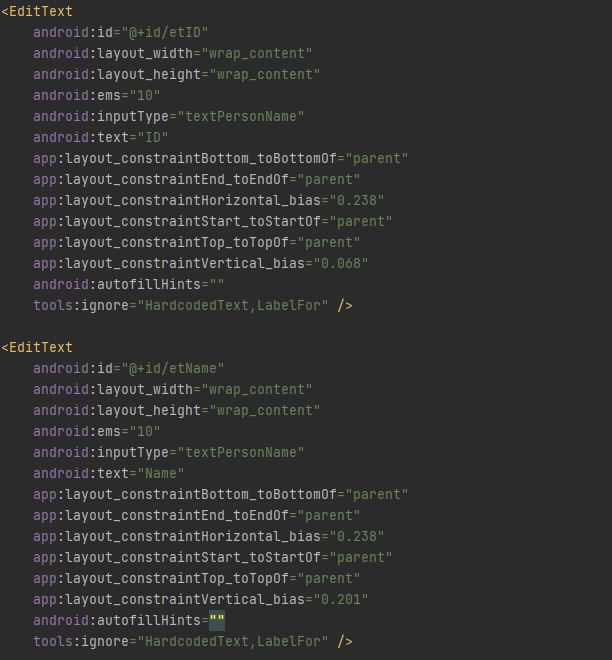 <EditText
android:id="@+id/etID"
android:layout_width="wrap_content"
android:layout_height="wrap_content"
android:ems="10"
android:inputType="textPersonName"
android:text="ID"
app:layout_constraintBottom_toBottomOf="parent"
app:layout_constraintEnd_toEndOf="parent"
app:layout_constraintHorizontal_bias="0.238"
app:layout_constraintStart_toStartOf="parent"
app:layout_constraintTop_toTopOf="parent"
app:layout_constraintVertical_bias="0.068"
android:autofillHints=""
tools:ignore="HardcodedText,LabelFor" />
<EditText
android:id="@+id/etName"
android:layout_width="wrap_content"
android:layout_height="wrap_content"
android:ems="10"
android:inputType="textPersonName"
android:text="Name"
app:layout_constraintBottom_toBottomOf="parent"
app:layout_constraintEnd_toEndOf="parent"
app:layout_constraintHorizontal_bias="0.238"
app:layout_constraintStart_toStartOf="parent"
app:layout_constraintTop_toTopOf="parent"
app:layout_constraintVertical_bias="0.201"
android:autofillHints=""
tools:ignore="HardcodedText,LabelFor" />